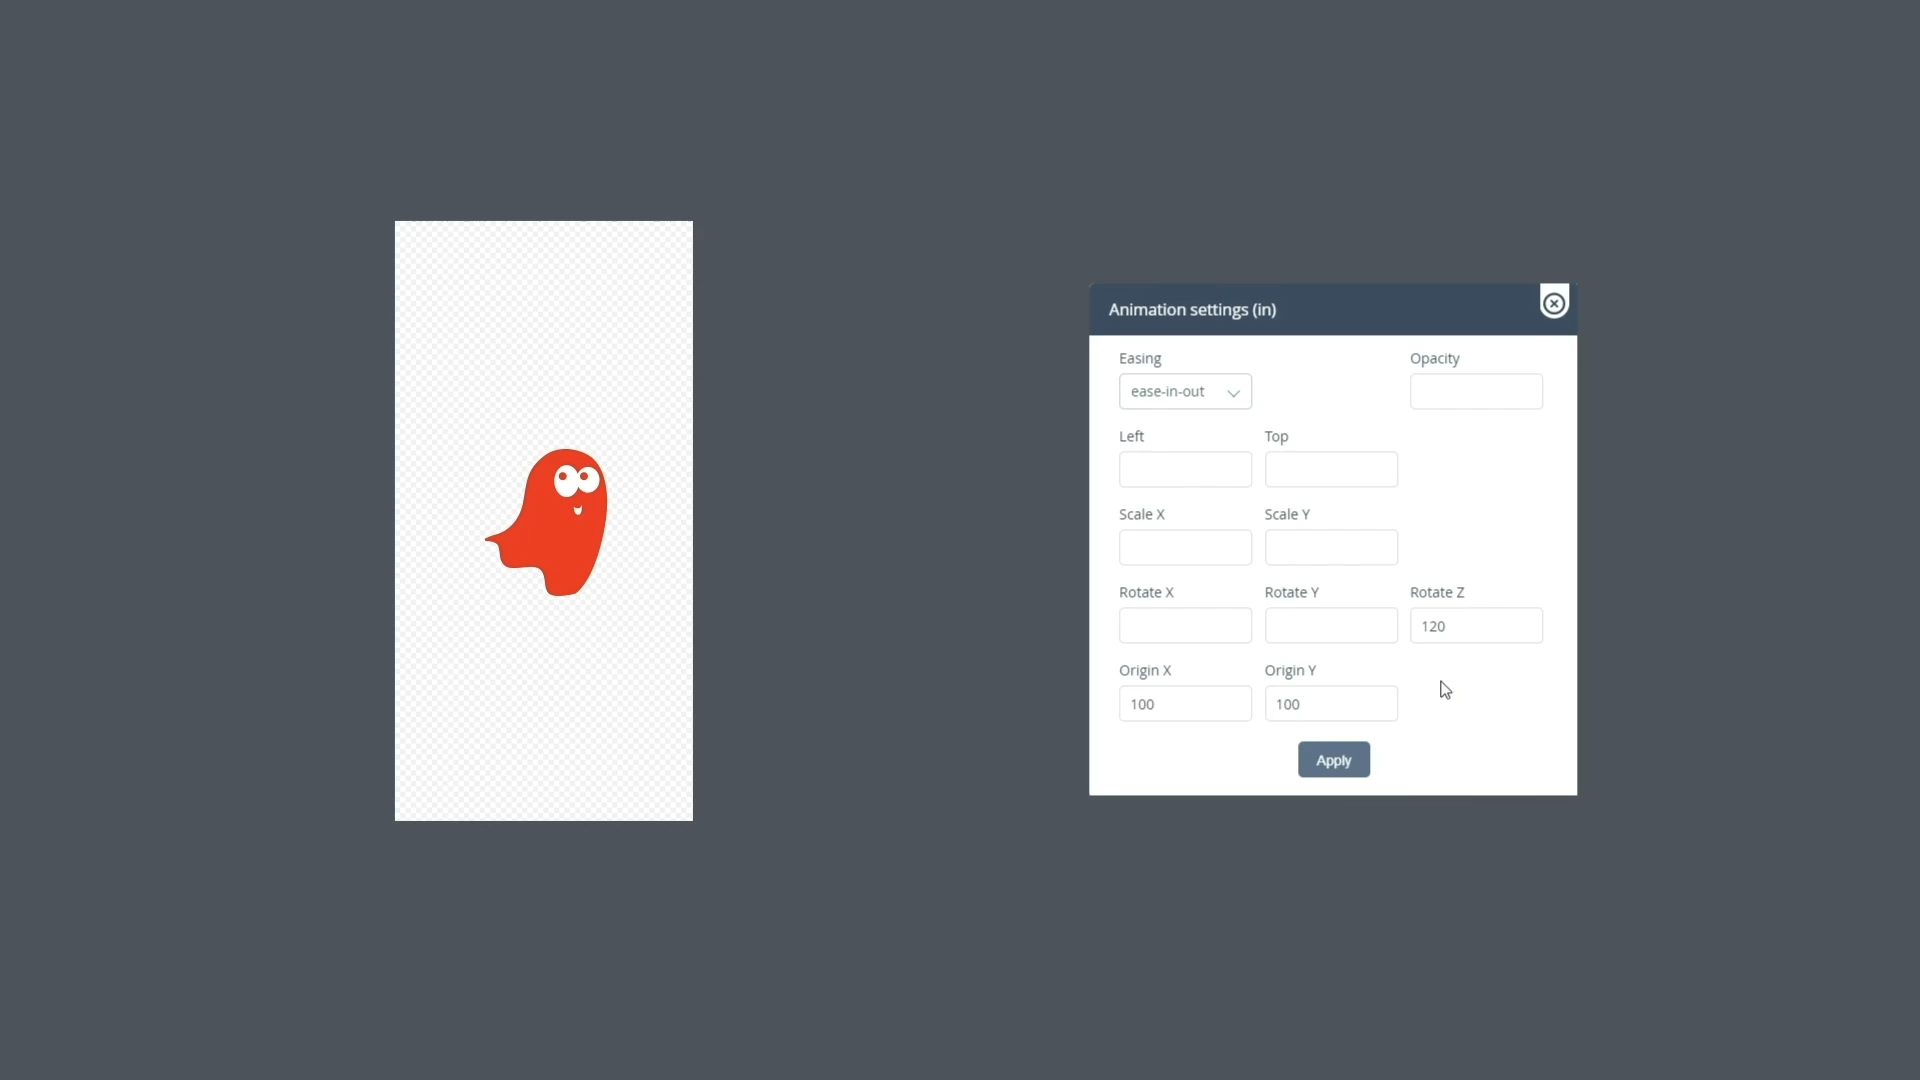 Animation settings (in)
Easing
Opacity
ease-in-out
Left
Top
Scale X
Scale Y
Rotate X
Rotate Y
Rotate Z
120
Origin X
Origin Y
100
100
Apply